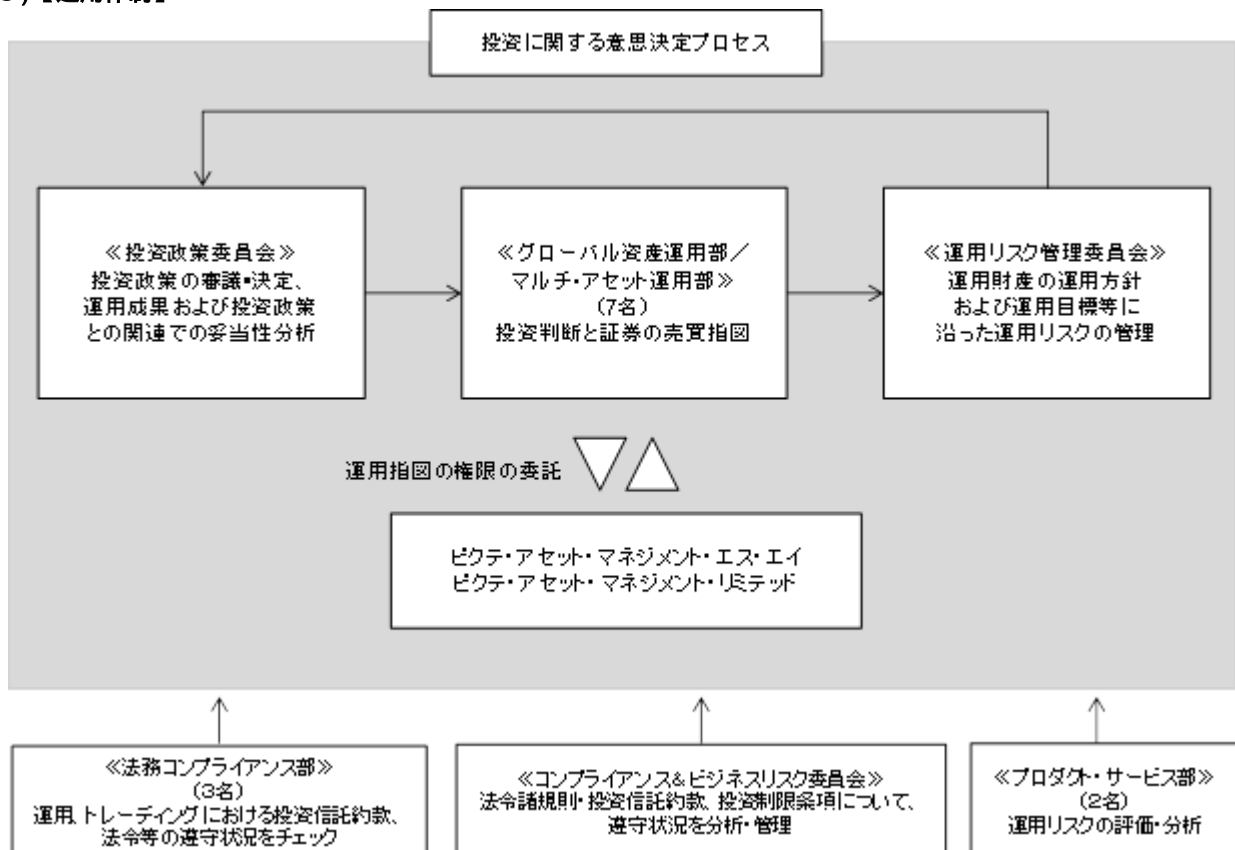 投資に関する意思決定プロセス
≪投資政策委員会≫
投資政策の審議・決定、
運用成果および投資政策
との関連での妥当性分析
≪グローバル資産運用部／
マルチ・アセット運用部≫
(7名)
投資判断と証券の売買指図
≪運用リスク管理委員会≫
運用財産の運用方針
および運用目標等に
沿った運用リスクの管理
運用指図の権限の委託
ピクテ・アセット・マネジメント・エス・エイ
ピクテ・アセット・マネジメント・リミテッド
≪法務コンプライアンス部≫
(3名)
運用、トレーディングにおける投資信託約款、
法令等の遵守状況をチェック
≪コンプライアンス&ビジネスリスク委員会≫
法令諸規則・投資信託約款、投資制限条項について、
遵守状況を分析・管理
≪プロダクト・サービス部≫
(2名)
運用リスクの評価・分析